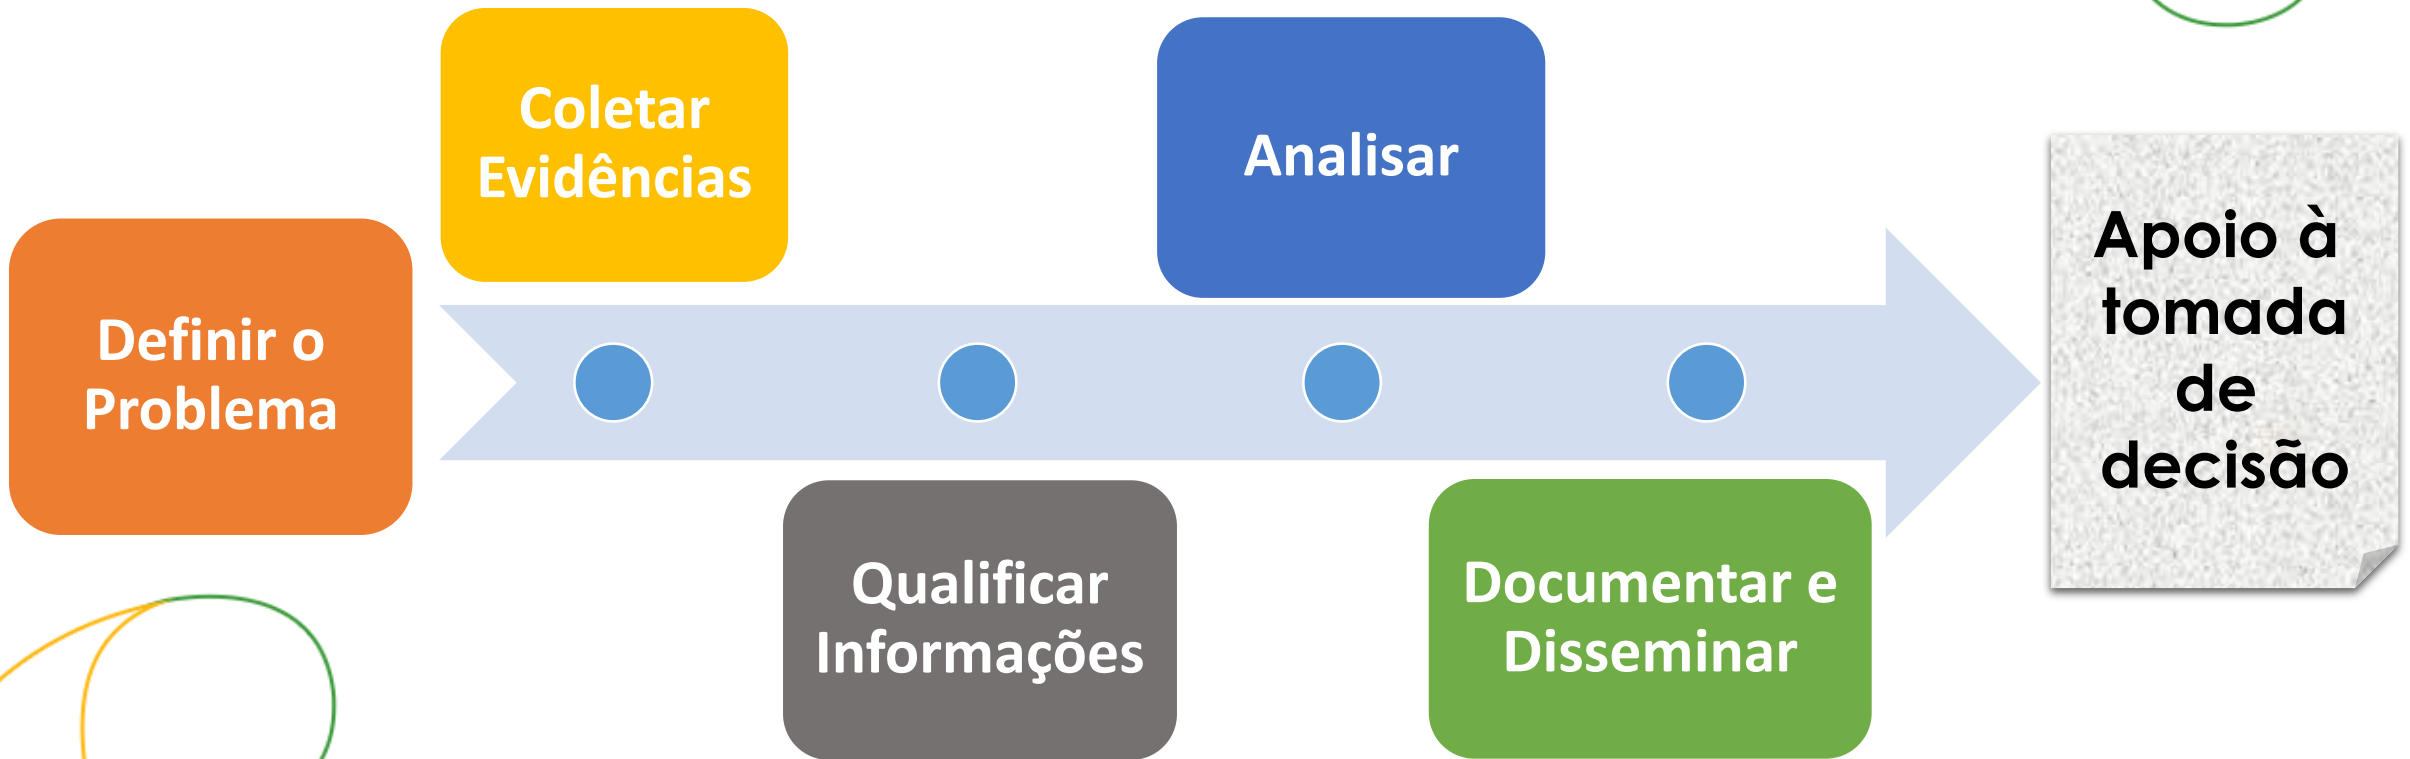 Definir o
Problema
Coletar
Evidências
Qualificar
Informações
Analisar
Documentar e
Disseminar
Apoio à
tomada
de
decisão